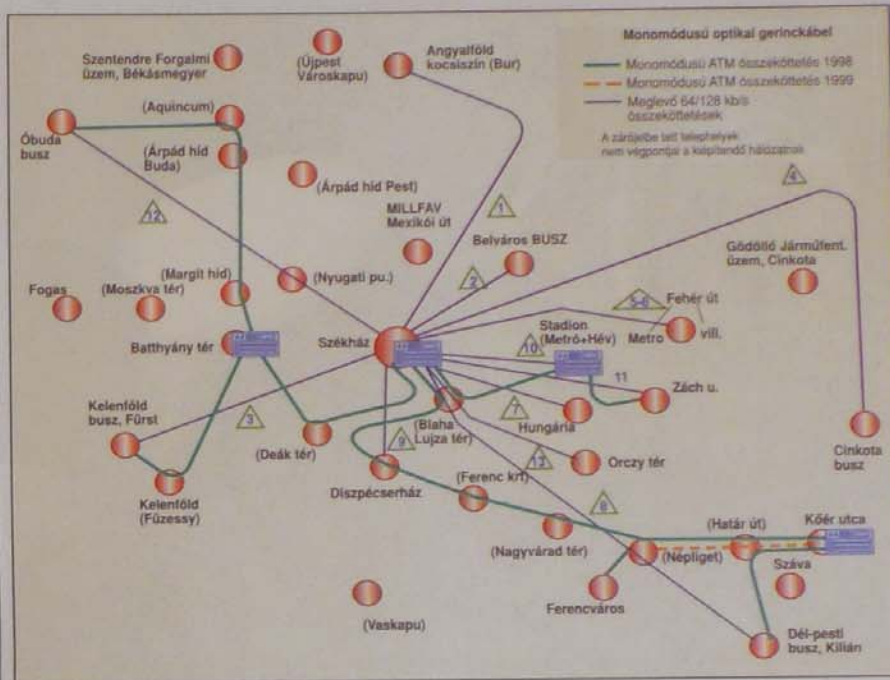 Monomódusú optikai gerinckábel
Monomódusú ATM összeköttetés 1998
Monomódusú ATM összeköttetés 1999
Meglevő 64/128 kb/s
összeköttetések
A zárójelbe tett telephelyek
nem végpontjai a kiépítendő hálózatnak
Szentendre Forgalmi
üzem, Békásmegyer
(Újpest
Városkapu)
Angyalföld
kocsiszín (Bur)
(Aquincum)
Óbuda
busz
(Árpád híd
Buda)
(Árpád híd Pest)
12
1
4
MILLFAV
Mexikói út
Belváros BUSZ
2
Gödöllő Járműfent.
üzem, Cinkota
Fogas
(Moszkva tér)
(Margit híd)
(Nyugati pu.)
5-6
Fehér út
Metro
vill.
Batthyány tér
Székház
10
Stadion
(Metró+Hév)
11
Zách u.
Kelenföld
busz, Fürst
3
(Deák tér)
9
(Blaha
Lujza tér)
7
Hungária
Cinkota
busz
Kelenföld
(Füzessy)
Diszpécserház
13
Orczy tér
(Ferenc krt)
8
(Nagyvárad tér)
(Népliget)
(Határ út)
Kőér utca
Száva
Ferencváros
(Vaskapu)
Dél-pesti
busz, Kilián